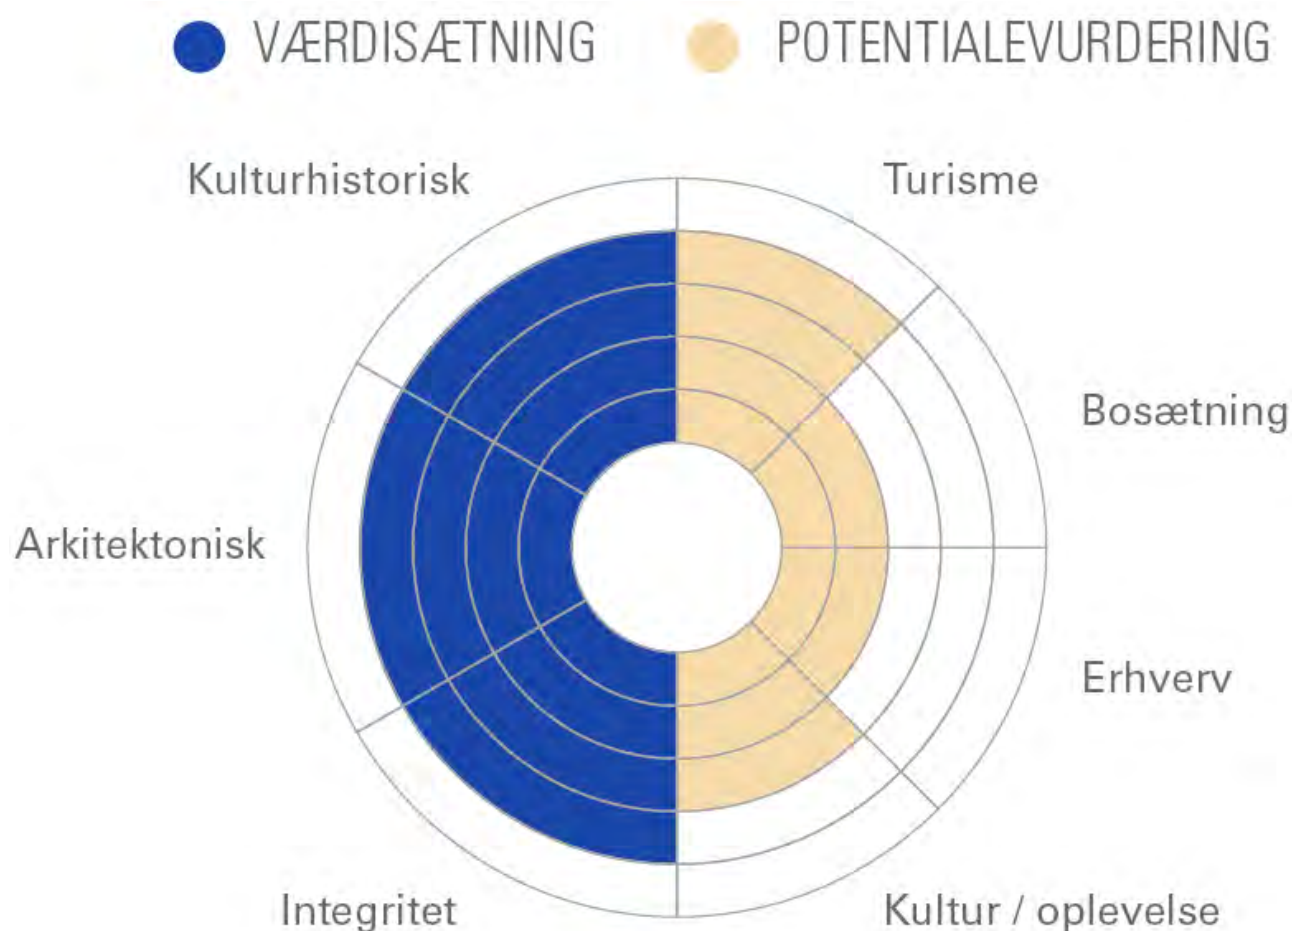 VÆRDISÆTNING
POTENTIALEVURDERING
Kulturhistorisk
Turisme
Bosætning
Arkitektonisk
Erhverv
Integritet
Kultur / oplevelse